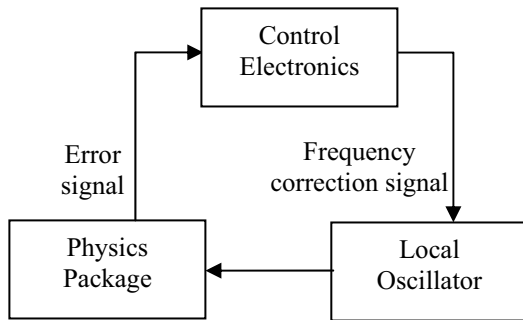 Control
Electronics
Error
signal
Frequency
correction signal
Physics
Package
Local
Oscillator